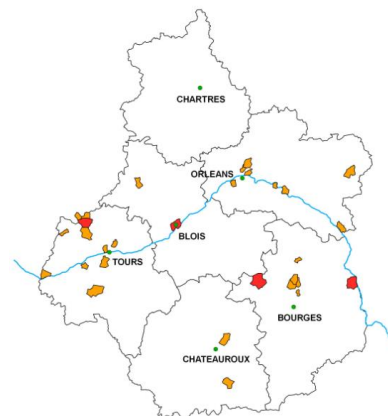 CHARTRES
ORLEANS
BLOIS
TOURS
BOURGES
CHATEAUROUX